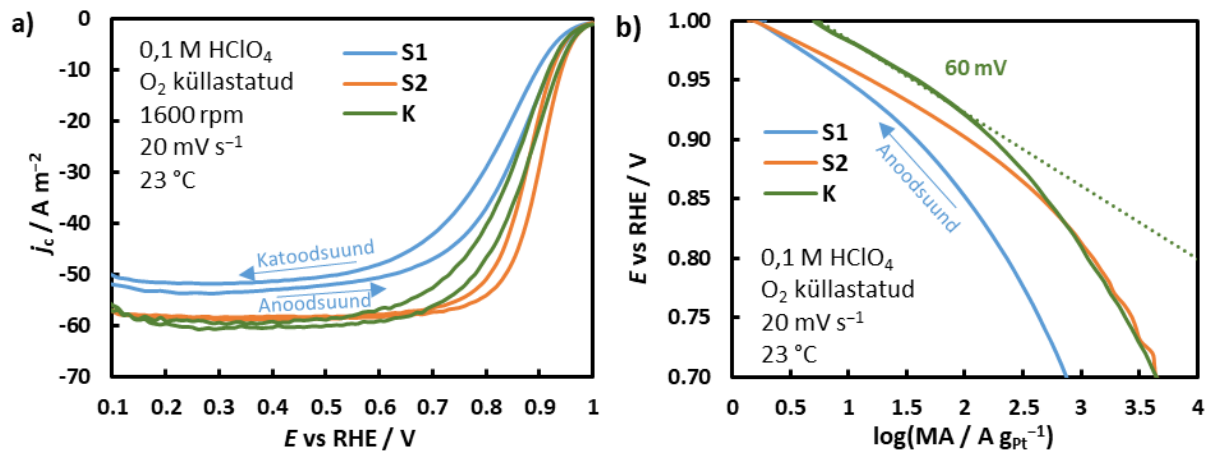 a)
0,1 M HClO₄
O₂ küllastatud
1600 rpm
20 mV s⁻¹
23 °C
S1
S2
K
Katoodsuund
Anoodsuund
0
-10
-20
-30
-40
-50
-60
-70
j꜀ / A m⁻²
0.1 0.2 0.3 0.4 0.5 0.6 0.7 0.8 0.9 1
E vs RHE / V
b)
60 mV
S1
S2
K
Anoodsuund
0,1 M HClO₄
O₂ küllastatud
20 mV s⁻¹
23 °C
1.00
0.95
0.90
0.85
0.80
0.75
0.70
E vs RHE / V
0 0.5 1 1.5 2 2.5 3 3.5 4
log(MA / A gPt⁻¹)